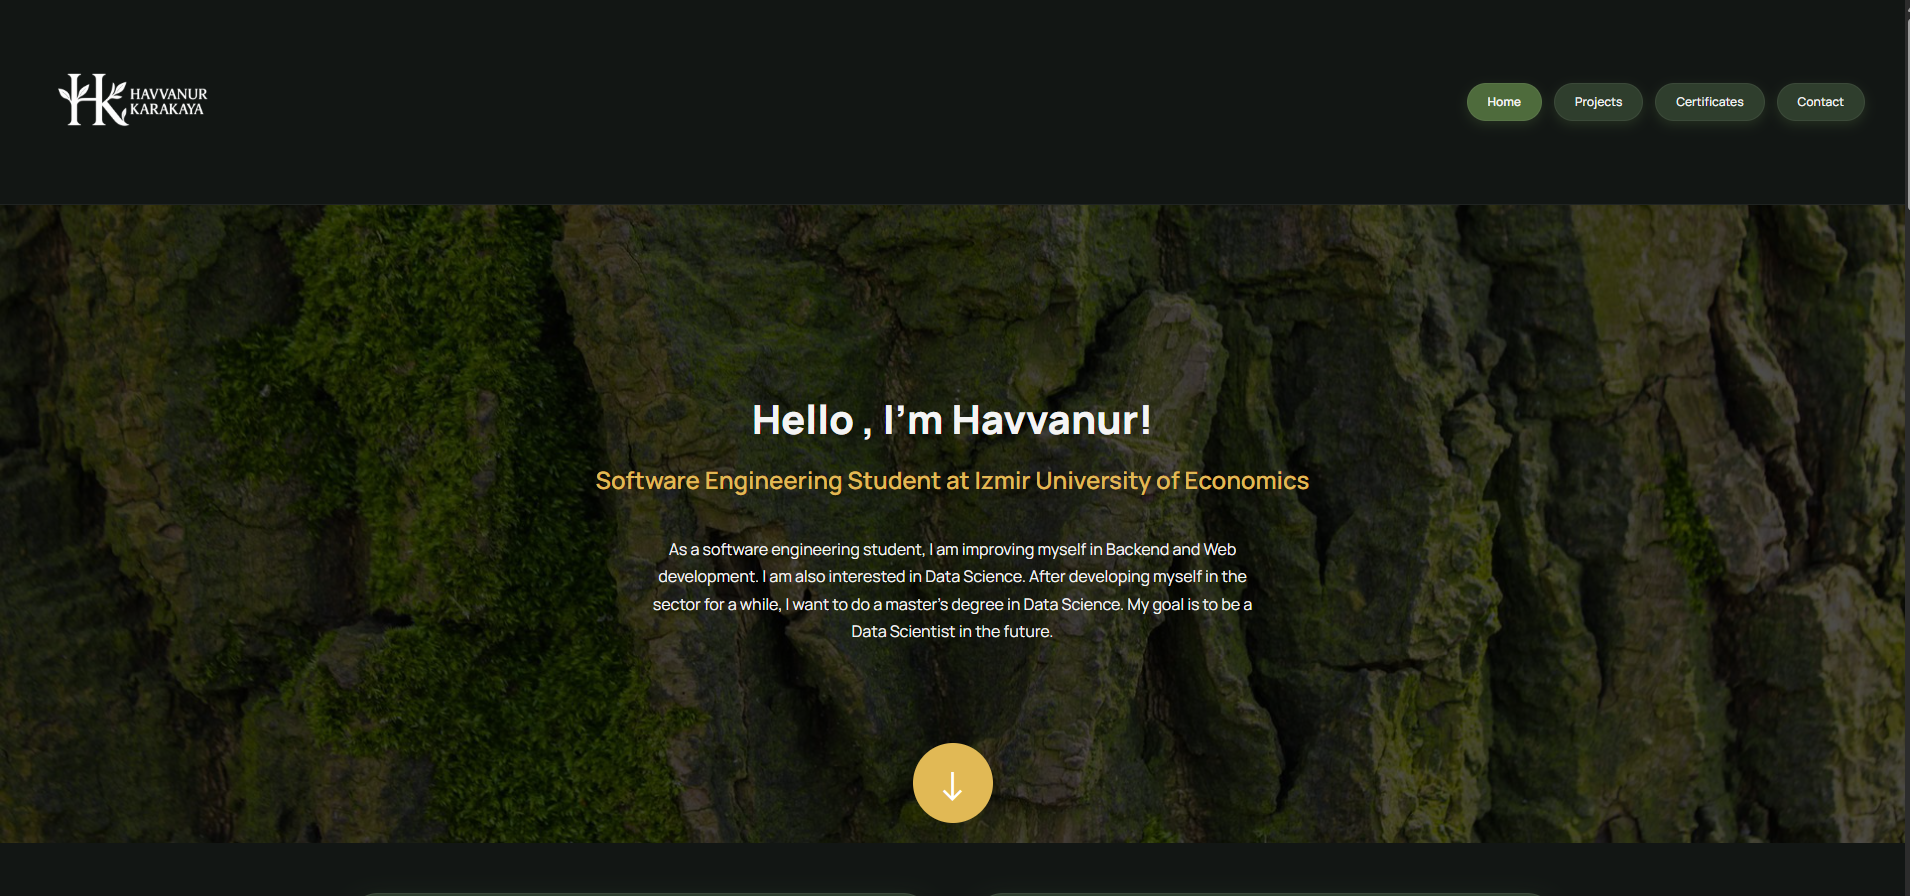 HK HAVVANUR
KARAKAYA
Home
Projects
Certificates
Contact
Hello , I'm Havvanur!
Software Engineering Student at Izmir University of Economics
As a software engineering student, I am improving myself in Backend and Web
development. I am also interested in Data Science. After developing myself in the
sector for a while, I want to do a master's degree in Data Science. My goal is to be a
Data Scientist in the future.